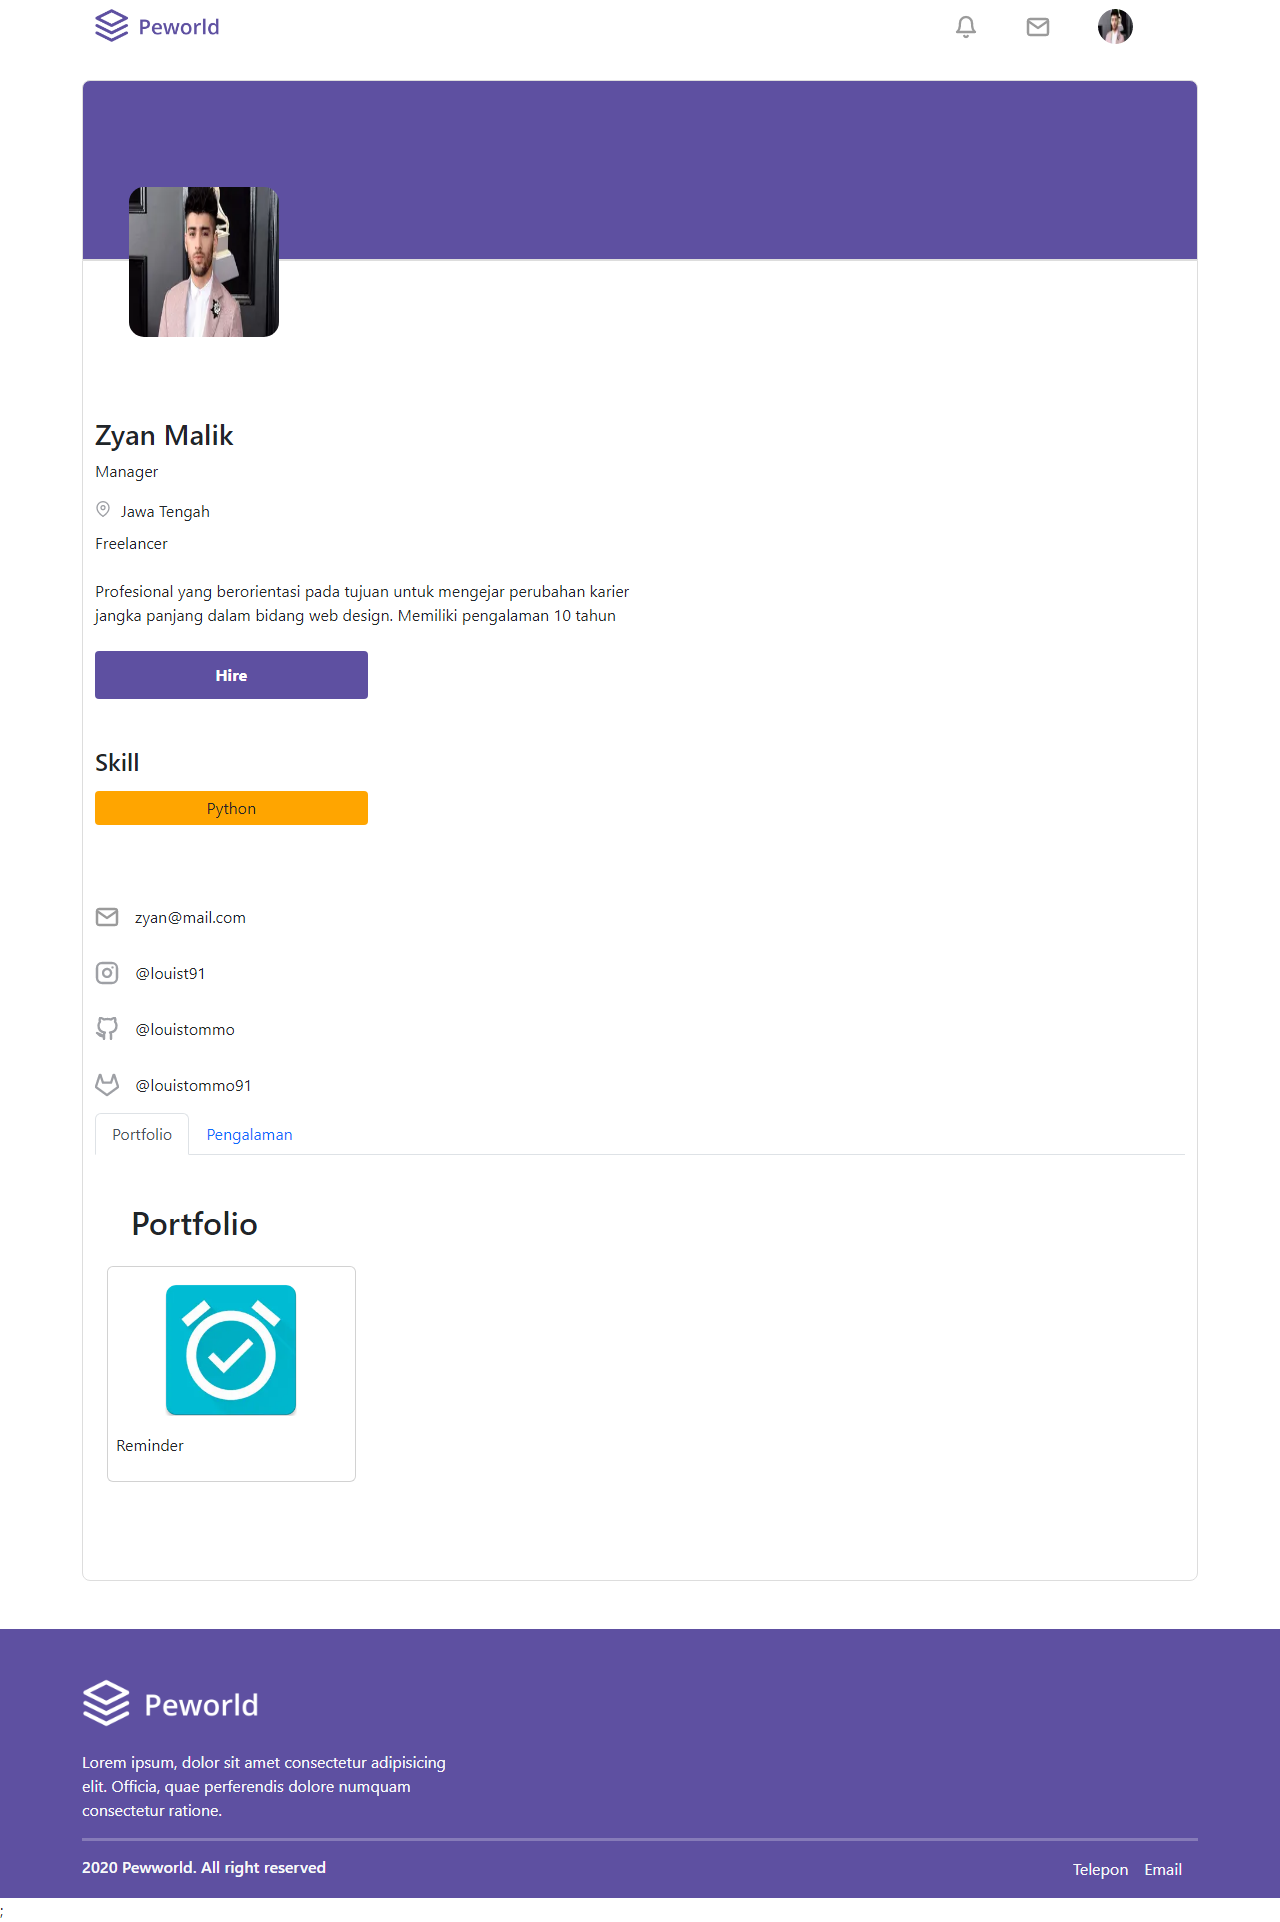 Peworld
Zyan Malik
Manager
Jawa Tengah
Freelancer
Profesional yang berorientasi pada tujuan untuk mengejar perubahan karier
jangka panjang dalam bidang web design. Memiliki pengalaman 10 tahun
Hire
Skill
Python
zyan@mail.com
@louist91
@louistommo
@louistommo91
Portfolio Pengalaman
Portfolio
Reminder
Peworld
Lorem ipsum, dolor sit amet consectetur adipisicing
elit. Officia, quae perferendis dolore numquam
consectetur ratione.
2020 Pewworld. All right reserved
Telepon Email
;